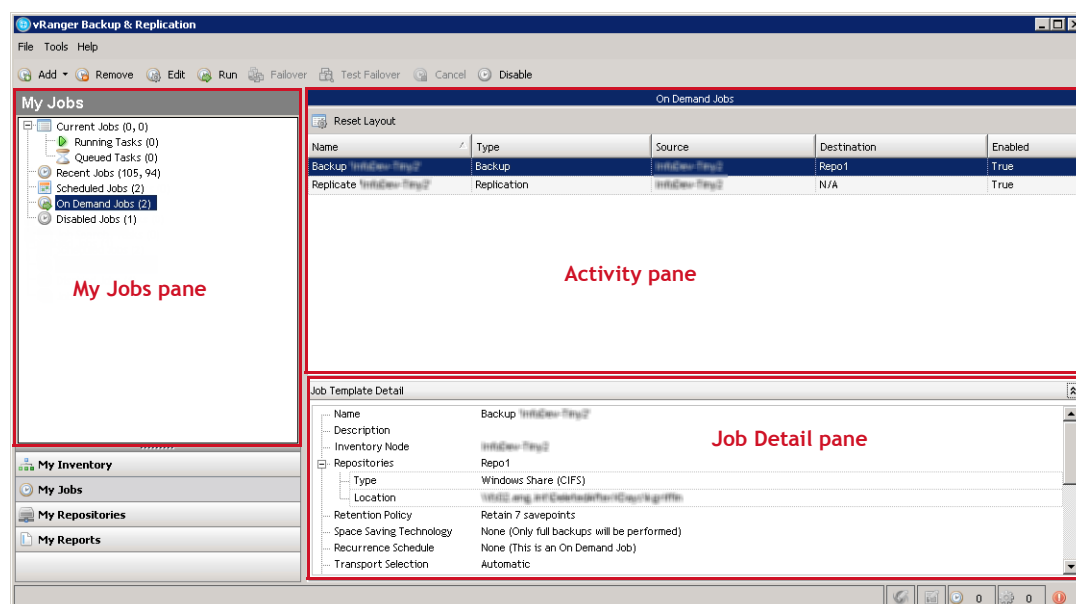 vRanger Backup & Replication
File Tools Help
Add Remove Edit Run Failover Test Failover Cancel Disable
My Jobs
Current Jobs (0, 0)
Running Tasks (0)
Queued Tasks (0)
Recent Jobs (105, 94)
Scheduled Jobs (2)
On Demand Jobs (2)
Disabled Jobs (1)
My Jobs pane
My Inventory
My Jobs
My Repositories
My Reports
On Demand Jobs
Reset Layout
Name Type Source Destination Enabled
Backup Backup Repo1 True
Replicate Replication N/A True
Activity pane
Job Template Detail
Name Backup
Description
Inventory Node
Repositories Repo1
Type Windows Share (CIFS)
Location
Retention Policy Retain 7 savepoints
Space Saving Technology None (Only full backups will be performed)
Recurrence Schedule None (This is an On Demand Job)
Transport Selection Automatic
Job Detail pane
0 0